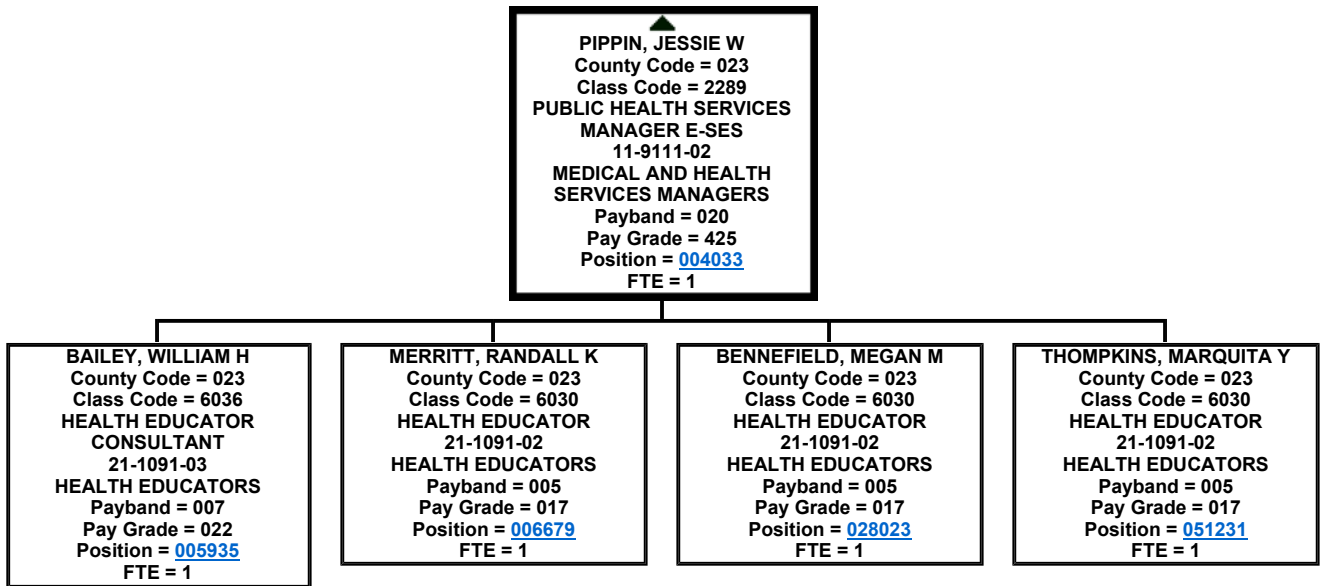 PIPPIN, JESSIE W
County Code = 023
Class Code = 2289
PUBLIC HEALTH SERVICES
MANAGER E-SES
11-9111-02
MEDICAL AND HEALTH
SERVICES MANAGERS
Payband = 020
Pay Grade = 425
Position = 004033
FTE = 1
BAILEY, WILLIAM H
County Code = 023
Class Code = 6036
HEALTH EDUCATOR
CONSULTANT
21-1091-03
HEALTH EDUCATORS
Payband = 007
Pay Grade = 022
Position = 005935
FTE = 1
MERRITT, RANDALL K
County Code = 023
Class Code = 6030
HEALTH EDUCATOR
21-1091-02
HEALTH EDUCATORS
Payband = 005
Pay Grade = 017
Position = 006679
FTE = 1
BENNEFIELD, MEGAN M
County Code = 023
Class Code = 6030
HEALTH EDUCATOR
21-1091-02
HEALTH EDUCATORS
Payband = 005
Pay Grade = 017
Position = 028023
FTE = 1
THOMPKINS, MARQUITA Y
County Code = 023
Class Code = 6030
HEALTH EDUCATOR
21-1091-02
HEALTH EDUCATORS
Payband = 005
Pay Grade = 017
Position = 051231
FTE = 1